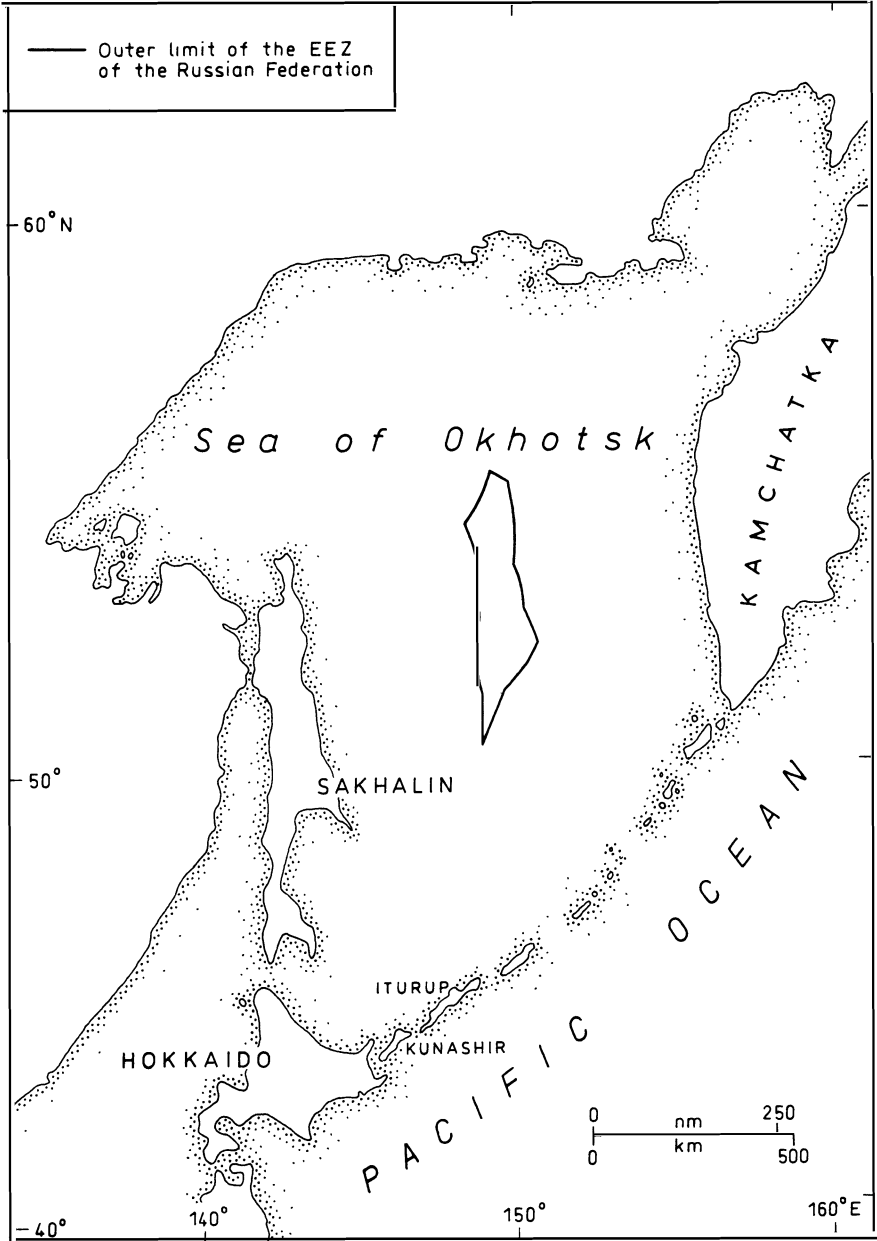 Outer limit of the EEZ
of the Russian Federation
60°N
Sea of Okhotsk
KAMCHATKA
50°
SAKHALIN
PACIFIC OCEAN
ITURUP
KUNASHIR
HOKKAIDO
0 nm 250
0 km 500
40°
140°
150°
160°E